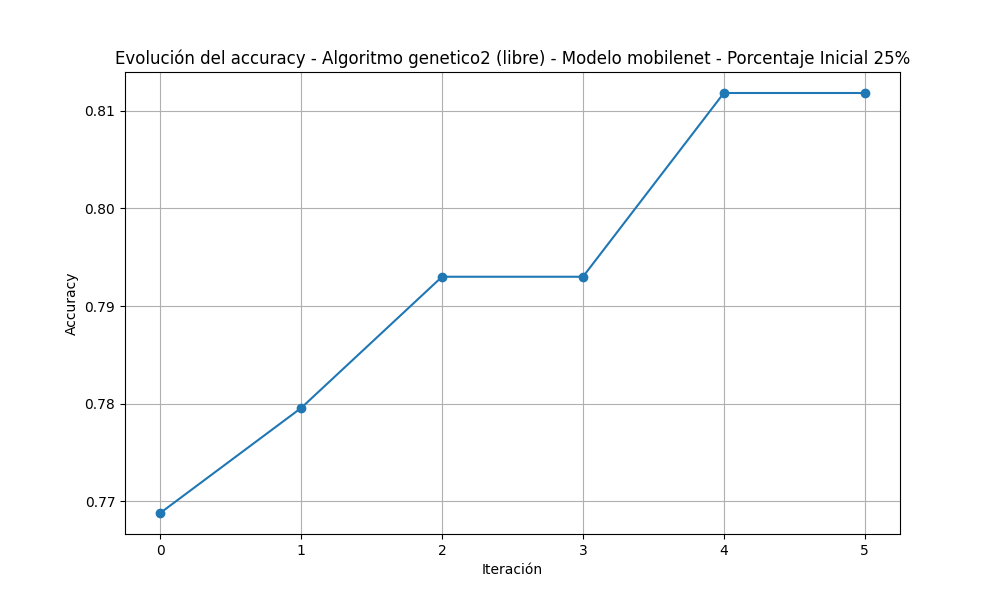 Evolución del accuracy - Algoritmo genetico2 (libre) - Modelo mobilenet - Porcentaje Inicial 25%
0.81
0.80
0.79
0.78
0.77
Accuracy
0 1 2 3 4 5
Iteración